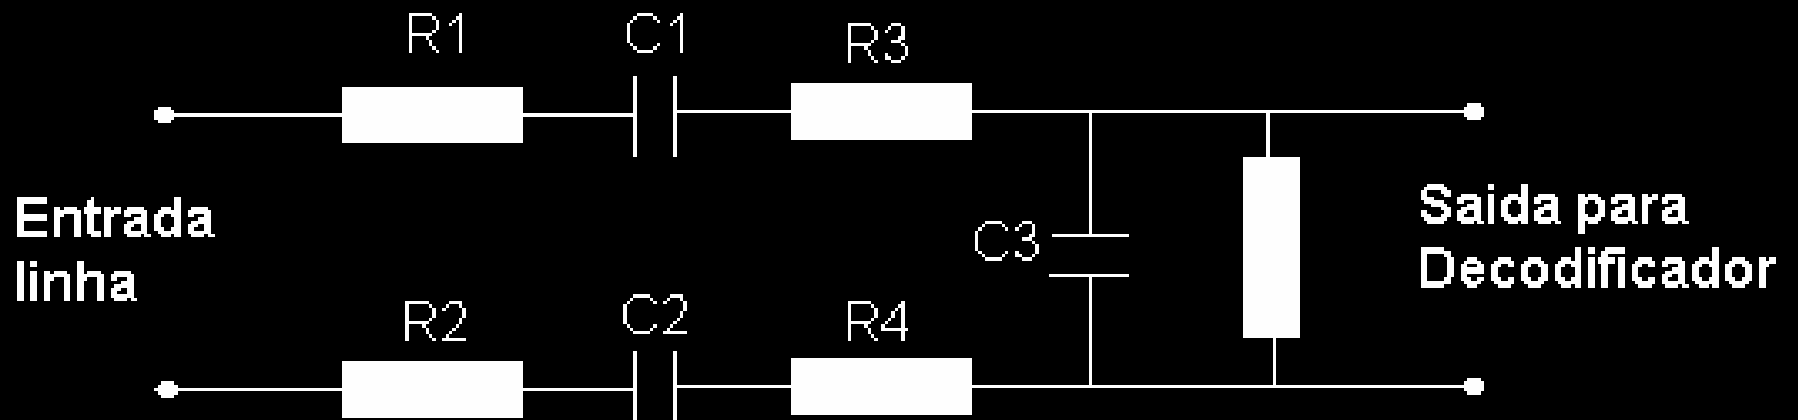 R1
C1
R3
Entrada
linha
C3
Saida para
Decodificador
R2
C2
R4